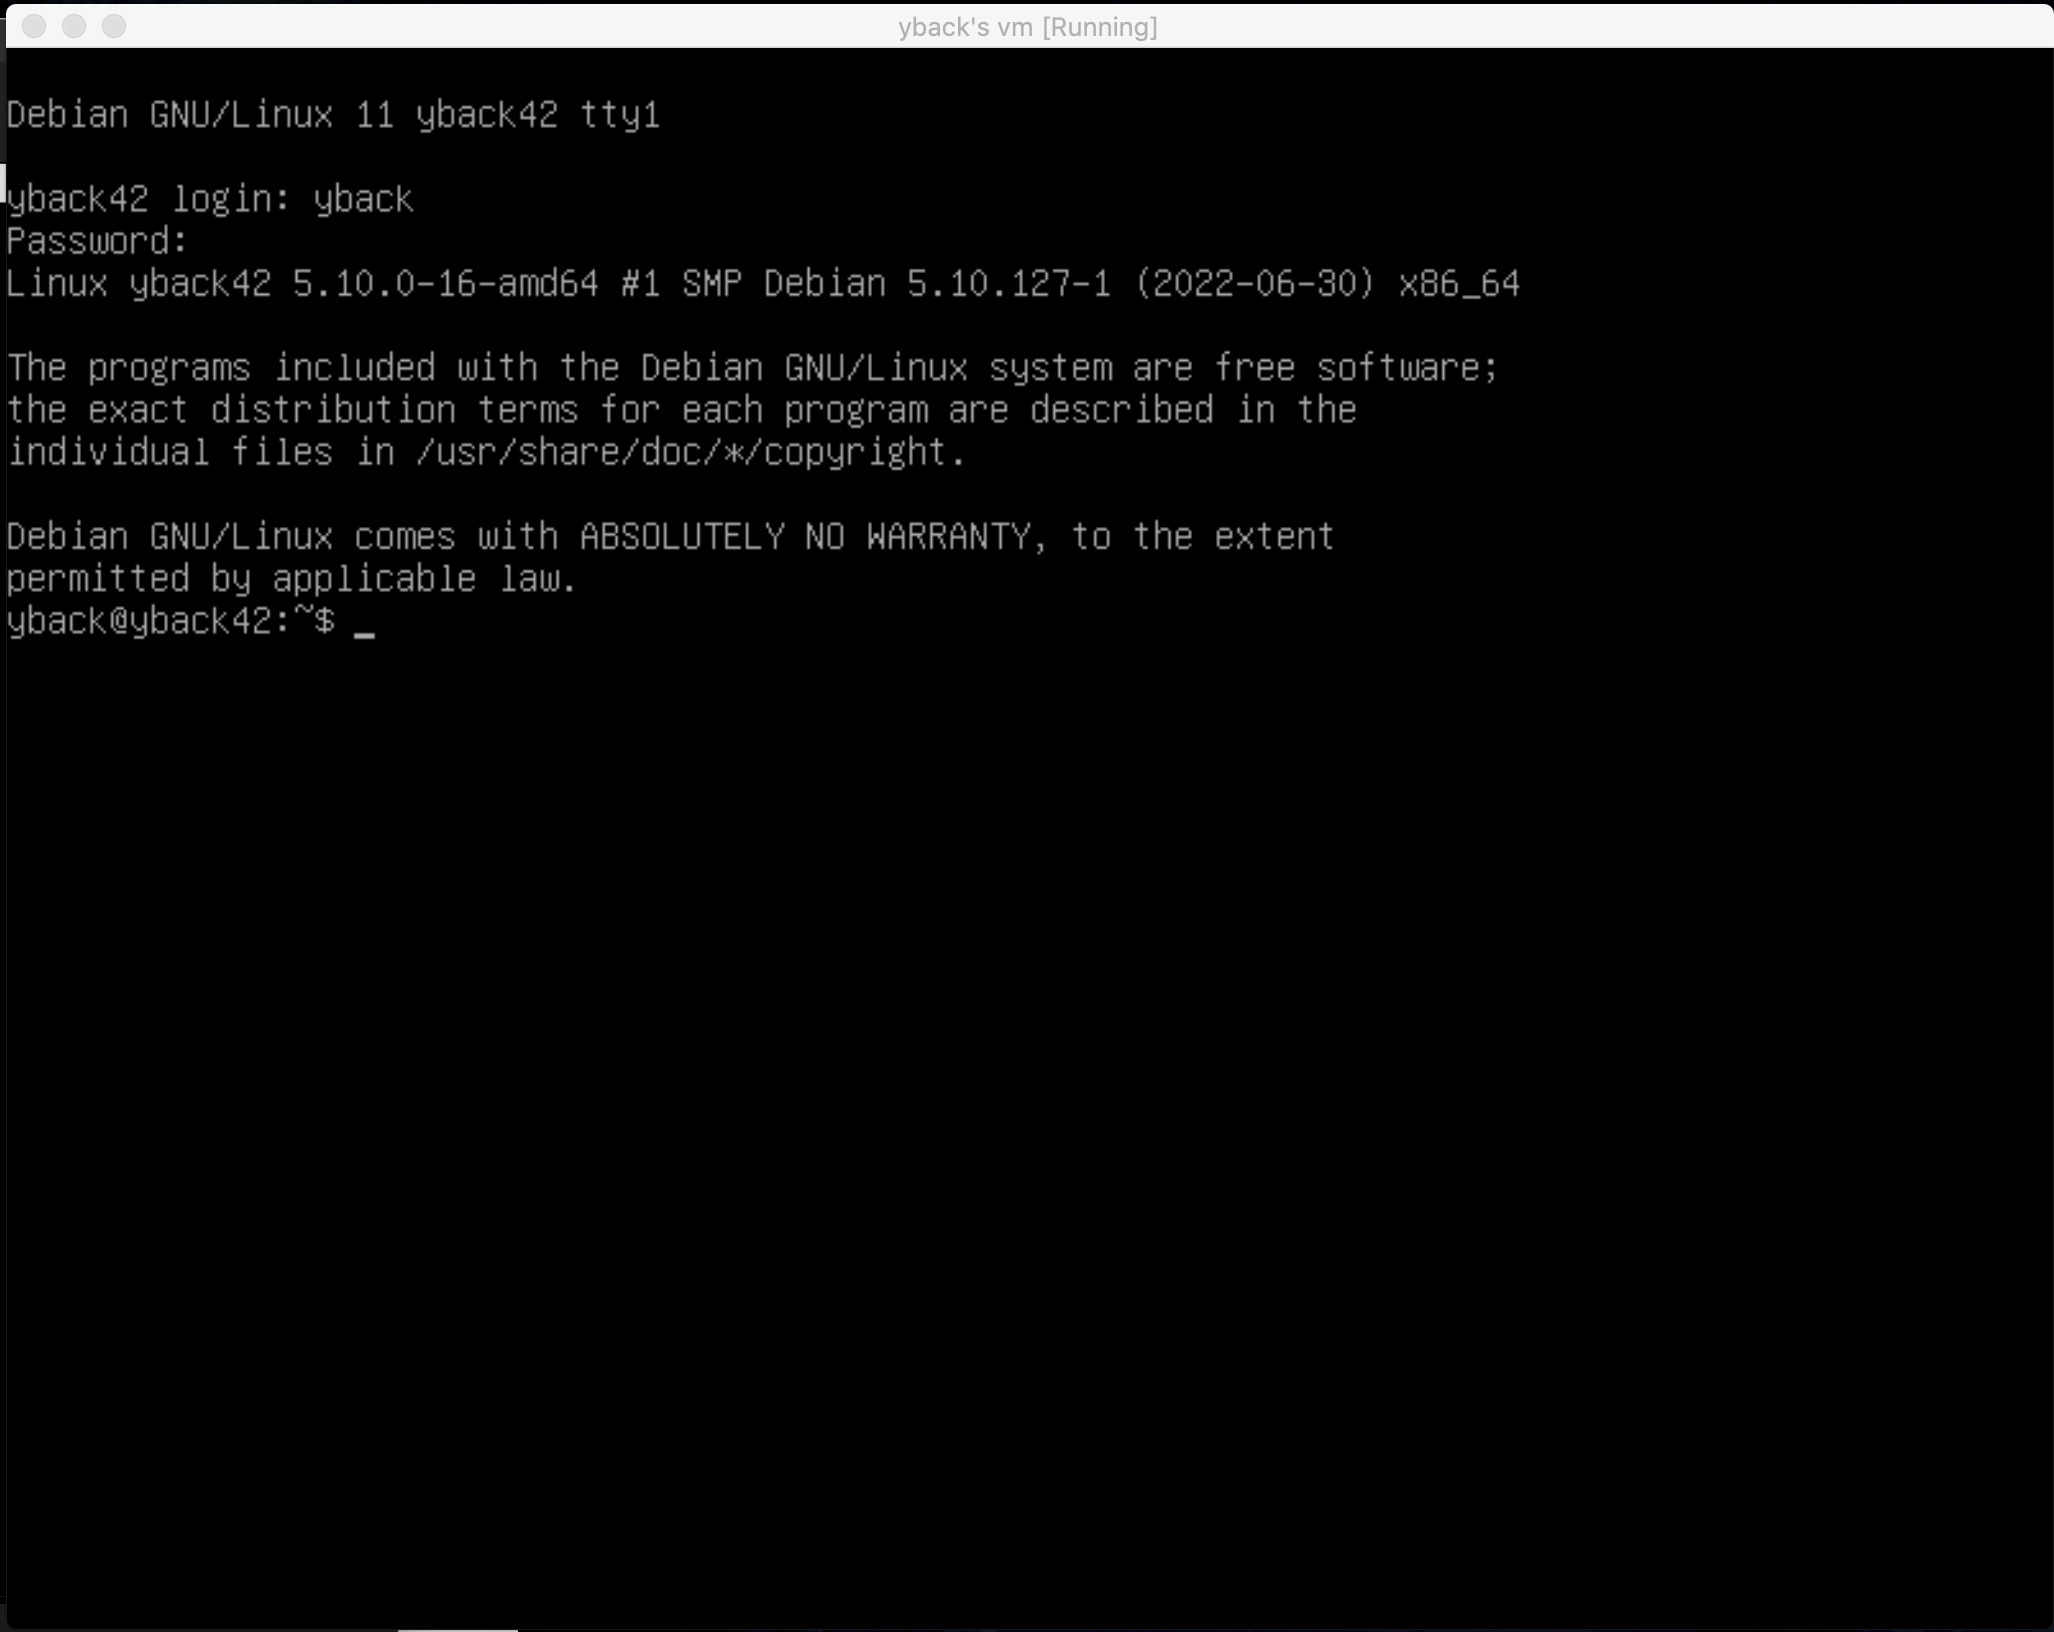 yback's vm [Running]
Debian GNU/Linux 11 yback42 tty1
yback42 login: yback
Password:
Linux yback42 5.10.0-16-amd64 #1 SMP Debian 5.10.127-1 (2022-06-30) x86_64
The programs included with the Debian GNU/Linux system are free software;
the exact distribution terms for each program are described in the
individual files in /usr/share/doc/*/copyright.
Debian GNU/Linux comes with ABSOLUTELY NO WARRANTY, to the extent
permitted by applicable law.
yback@yback42:~$ _